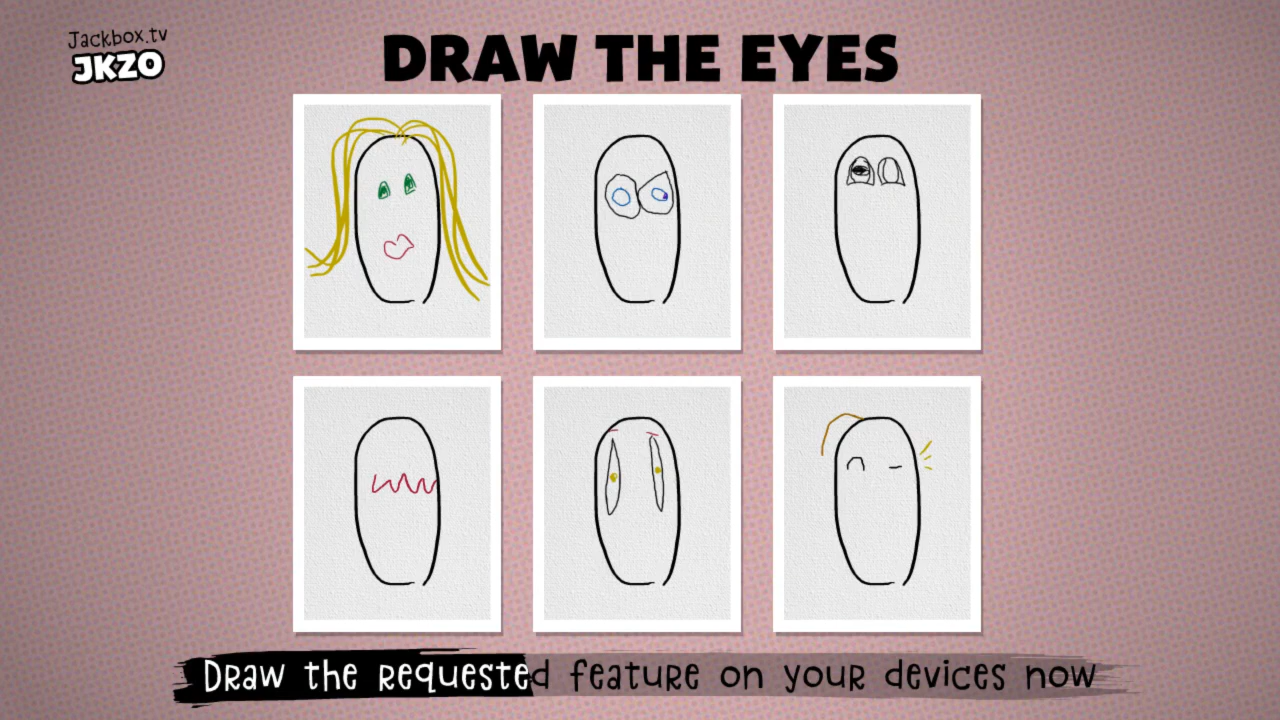 Jackbox.tv
JKZO
DRAW THE EYES
Draw the requested feature on your devices now